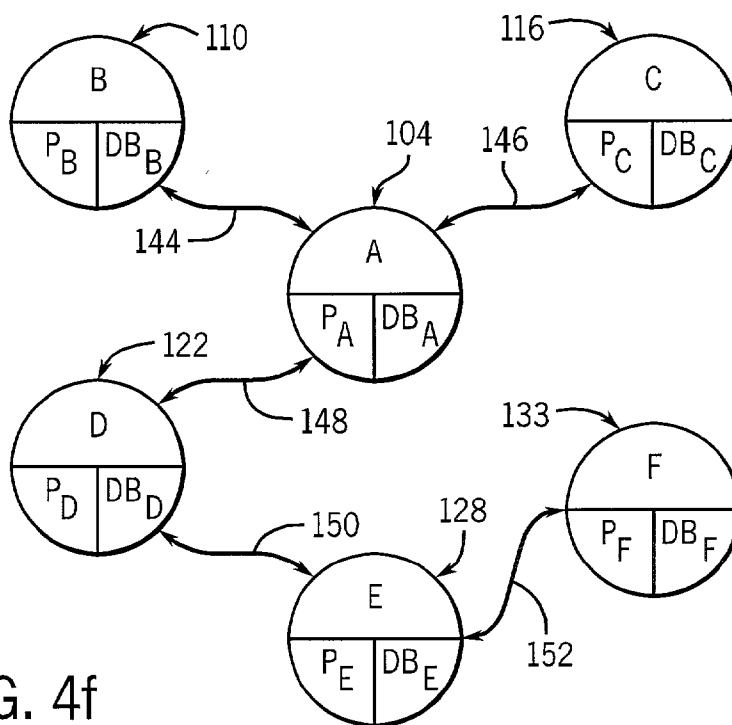 110
116
B
C
P_B DB_B
104
146
P_C DB_C
144
A
122
P_A DB_A
148
133
D
F
P_D DB_D
150
128
P_F DB_F
E
152
P_E DB_E
G. 4f